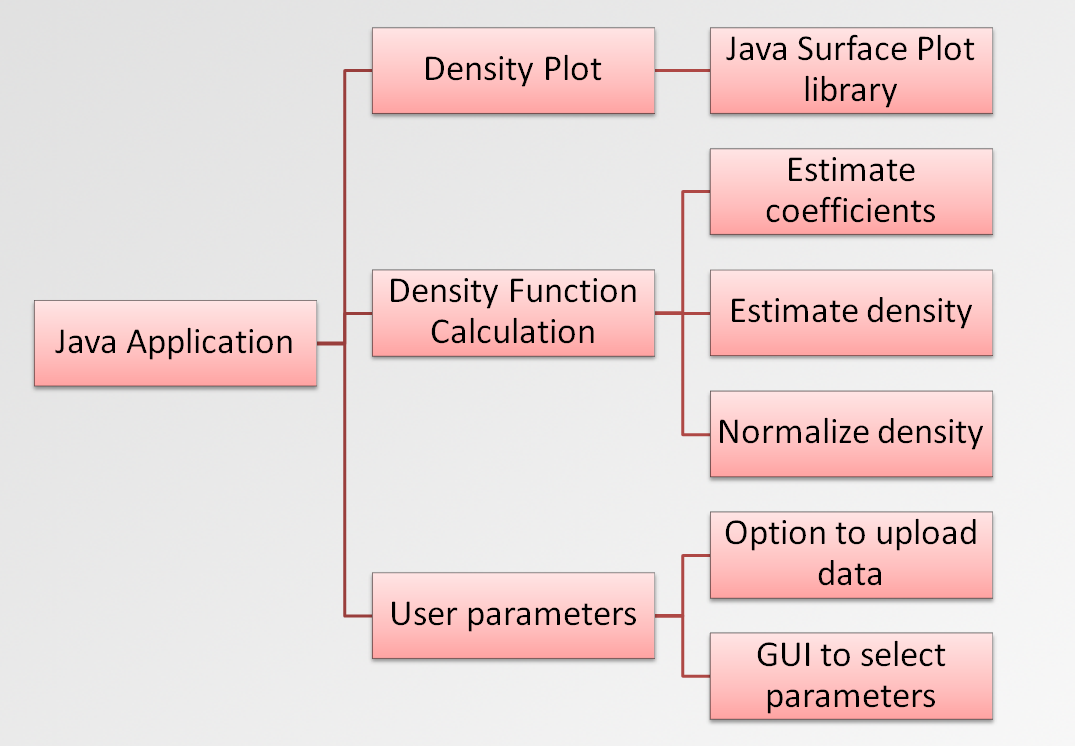 Density Plot
Java Surface Plot
library
Estimate
coefficients
Java Application
Density Function
Calculation
Estimate density
Normalize density
User parameters
Option to upload
data
GUI to select
parameters